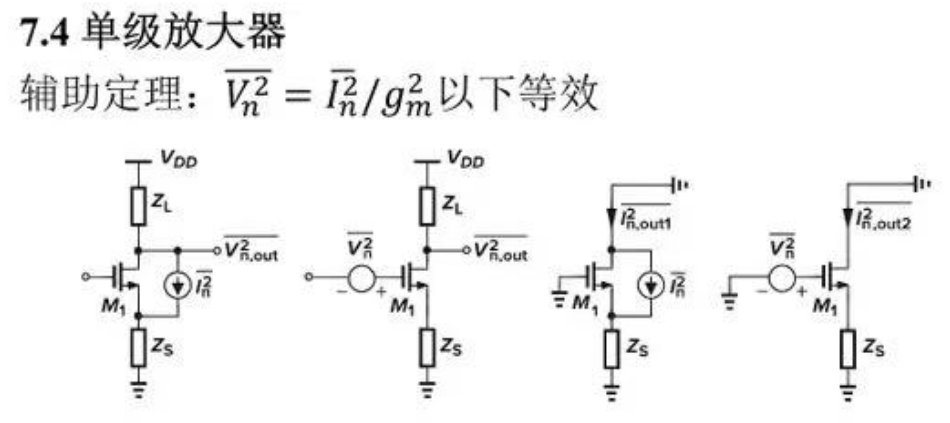 7.4 单级放大器
辅助定理：$\overline{V_n^2} = \overline{I_n^2}/g_m^2$以下等效
V_{DD}
Z_L
$\overline{V_{n,out}^2}$
$\overline{I_n^2}$
M_1
Z_S
V_{DD}
Z_L
$\overline{V_n^2}$
$\overline{V_{n,out}^2}$
− +
M_1
Z_S
$\overline{I_{n,out1}^2}$
$\overline{I_n^2}$
M_1
Z_S
$\overline{I_{n,out2}^2}$
$\overline{V_n^2}$
− +
M_1
Z_S